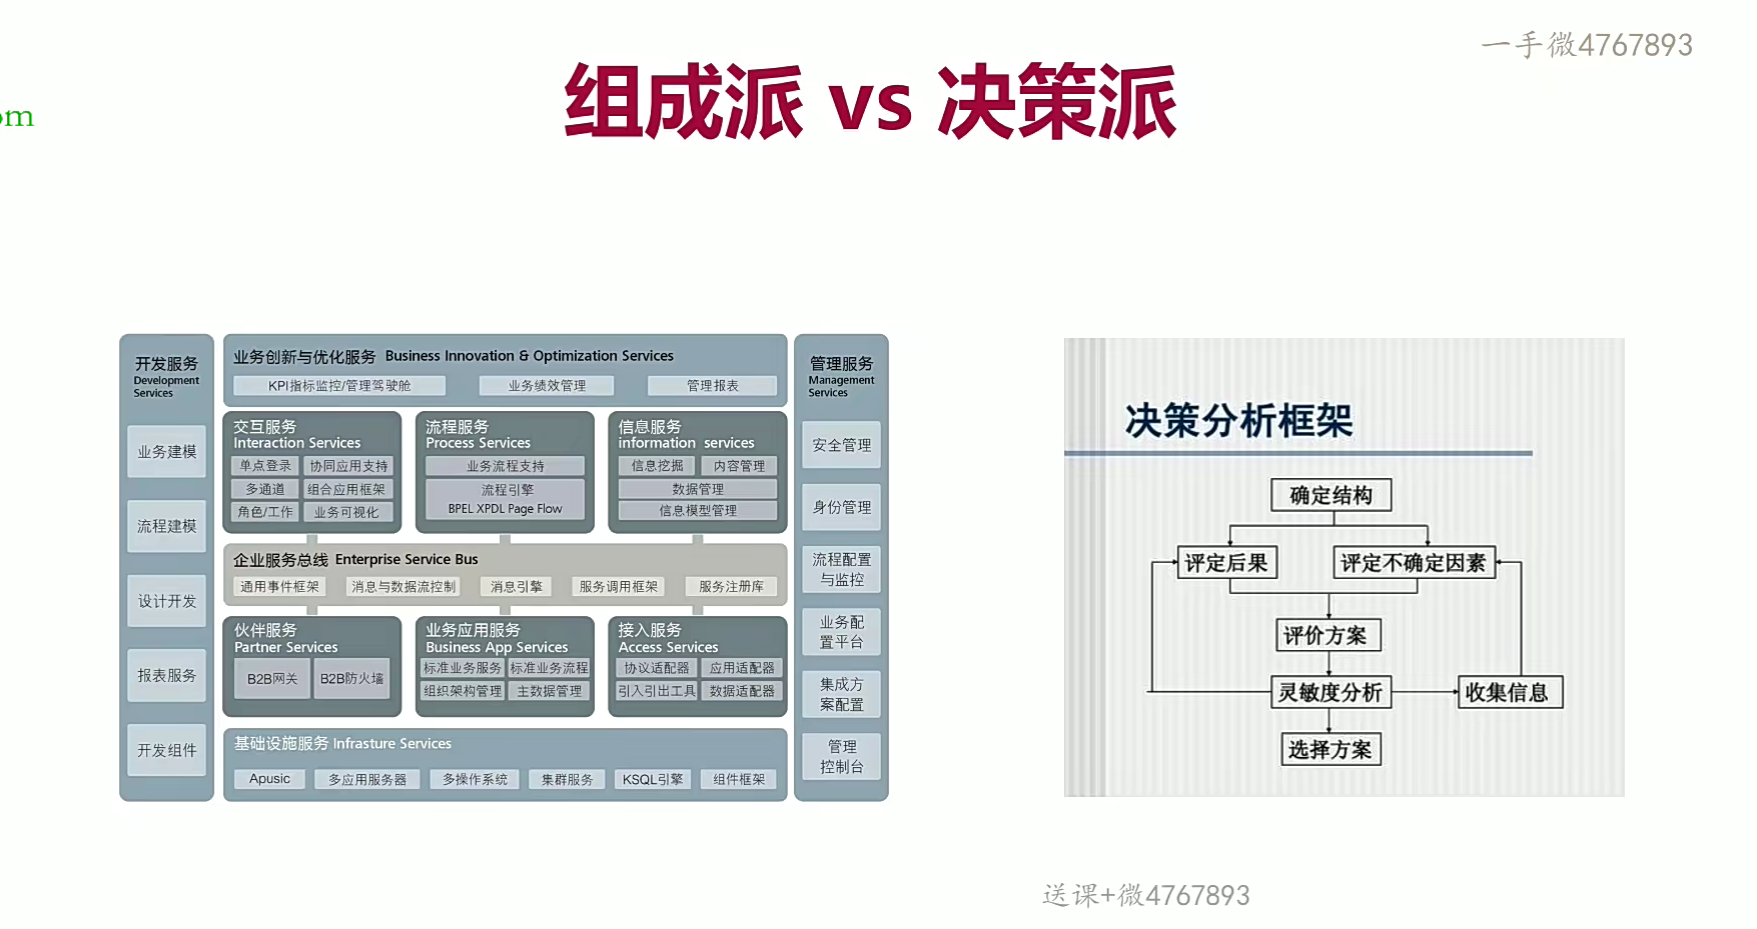 一手微4767893
om
组成派 vs 决策派
开发服务
Development
Services
业务建模
流程建模
设计开发
报表服务
开发组件
业务创新与优化服务 Business Innovation & Optimization Services
KPI指标监控/管理驾驶舱 业务绩效管理 管理报表
交互服务
Interaction Services
单点登录 协同应用支持
多通道 组合应用框架
角色/工作 业务可视化
流程服务
Process Services
业务流程支持
流程引擎
BPEL XPDL Page Flow
信息服务
information services
信息挖掘 内容管理
数据管理
信息模型管理
企业服务总线 Enterprise Service Bus
通用事件框架 消息与数据流控制 消息引擎 服务调用框架 服务注册库
伙伴服务
Partner Services
B2B网关 B2B防火墙
业务应用服务
Business App Services
标准业务服务 标准业务流程
组织架构管理 主数据管理
接入服务
Access Services
协议适配器 应用适配器
引入引出工具 数据适配器
基础设施服务 Infrasture Services
Apusic 多应用服务器 多操作系统 集群服务 KSQL引擎 组件框架
管理服务
Management
Services
安全管理
身份管理
流程配置
与监控
业务配
置平台
集成方
案配置
管理
控制台
决策分析框架
确定结构
评定后果 评定不确定因素
评价方案
灵敏度分析 收集信息
选择方案
送课+微4767893